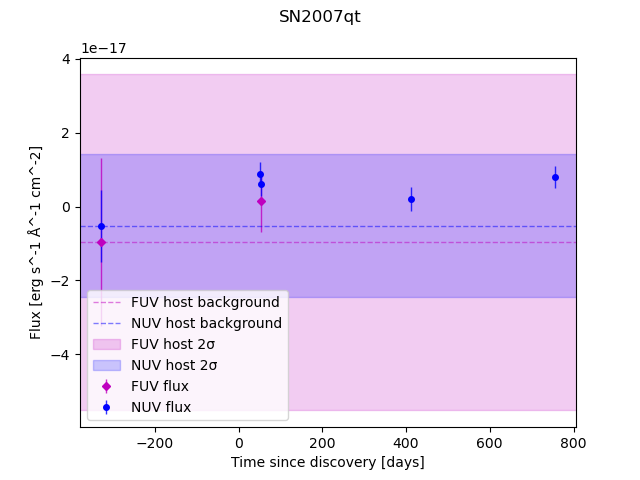 SN2007qt
1e−17
4
2
0
−2
−4
Flux [erg s^-1 Å^-1 cm^-2]
FUV host background
NUV host background
FUV host 2σ
NUV host 2σ
FUV flux
NUV flux
−200 0 200 400 600 800
Time since discovery [days]